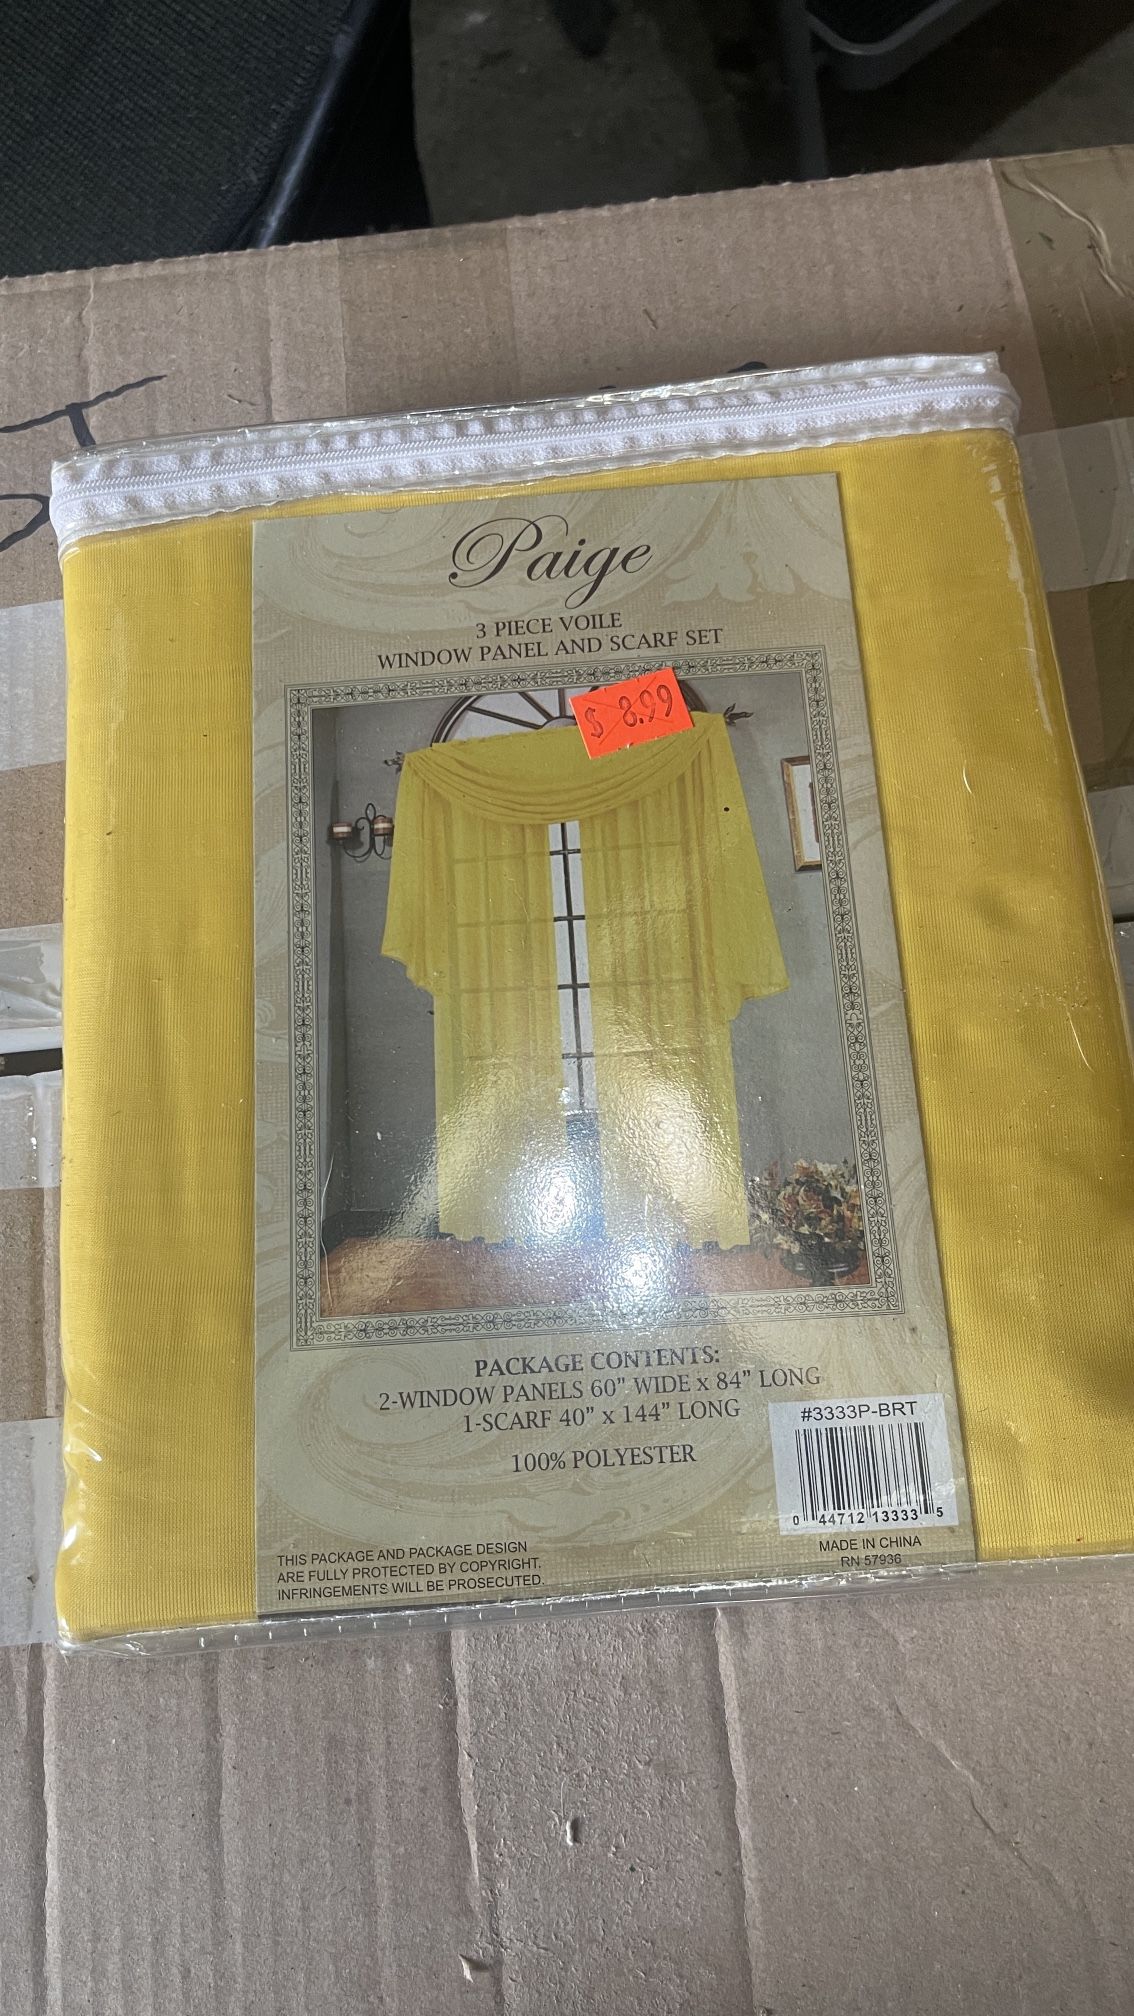 Paige
3 PIECE VOILE
WINDOW PANEL AND SCARF SET
$ 8.99
PACKAGE CONTENTS:
2-WINDOW PANELS 60” WIDE x 84” LONG
1-SCARF 40” x 144” LONG
100% POLYESTER
#3333P-BRT
0 44712 13333 5
MADE IN CHINA
RN 57936
THIS PACKAGE AND PACKAGE DESIGN
ARE FULLY PROTECTED BY COPYRIGHT.
INFRINGEMENTS WILL BE PROSECUTED.